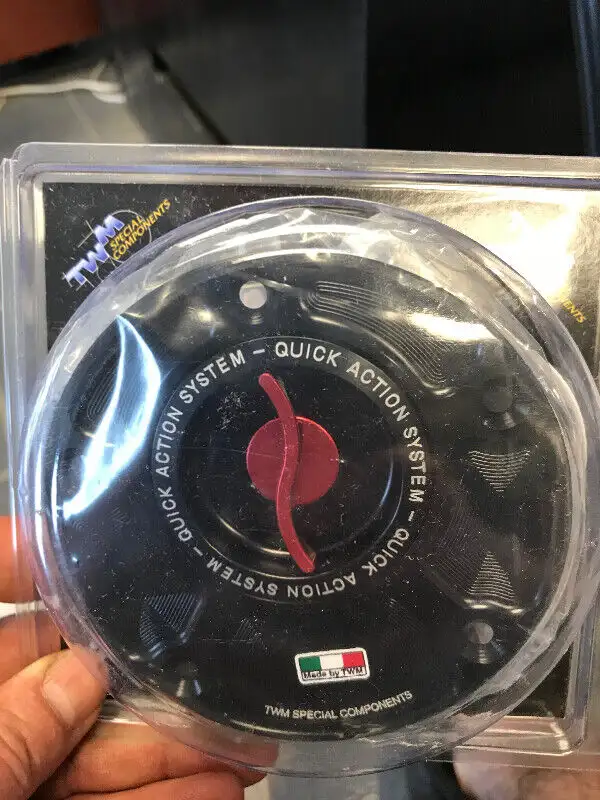 TWM
SPECIAL
COMPONENTS
QUICK ACTION SYSTEM – QUICK ACTION SYSTEM – QUICK ACTION SYSTEM –
Made by TWM
TWM SPECIAL COMPONENTS